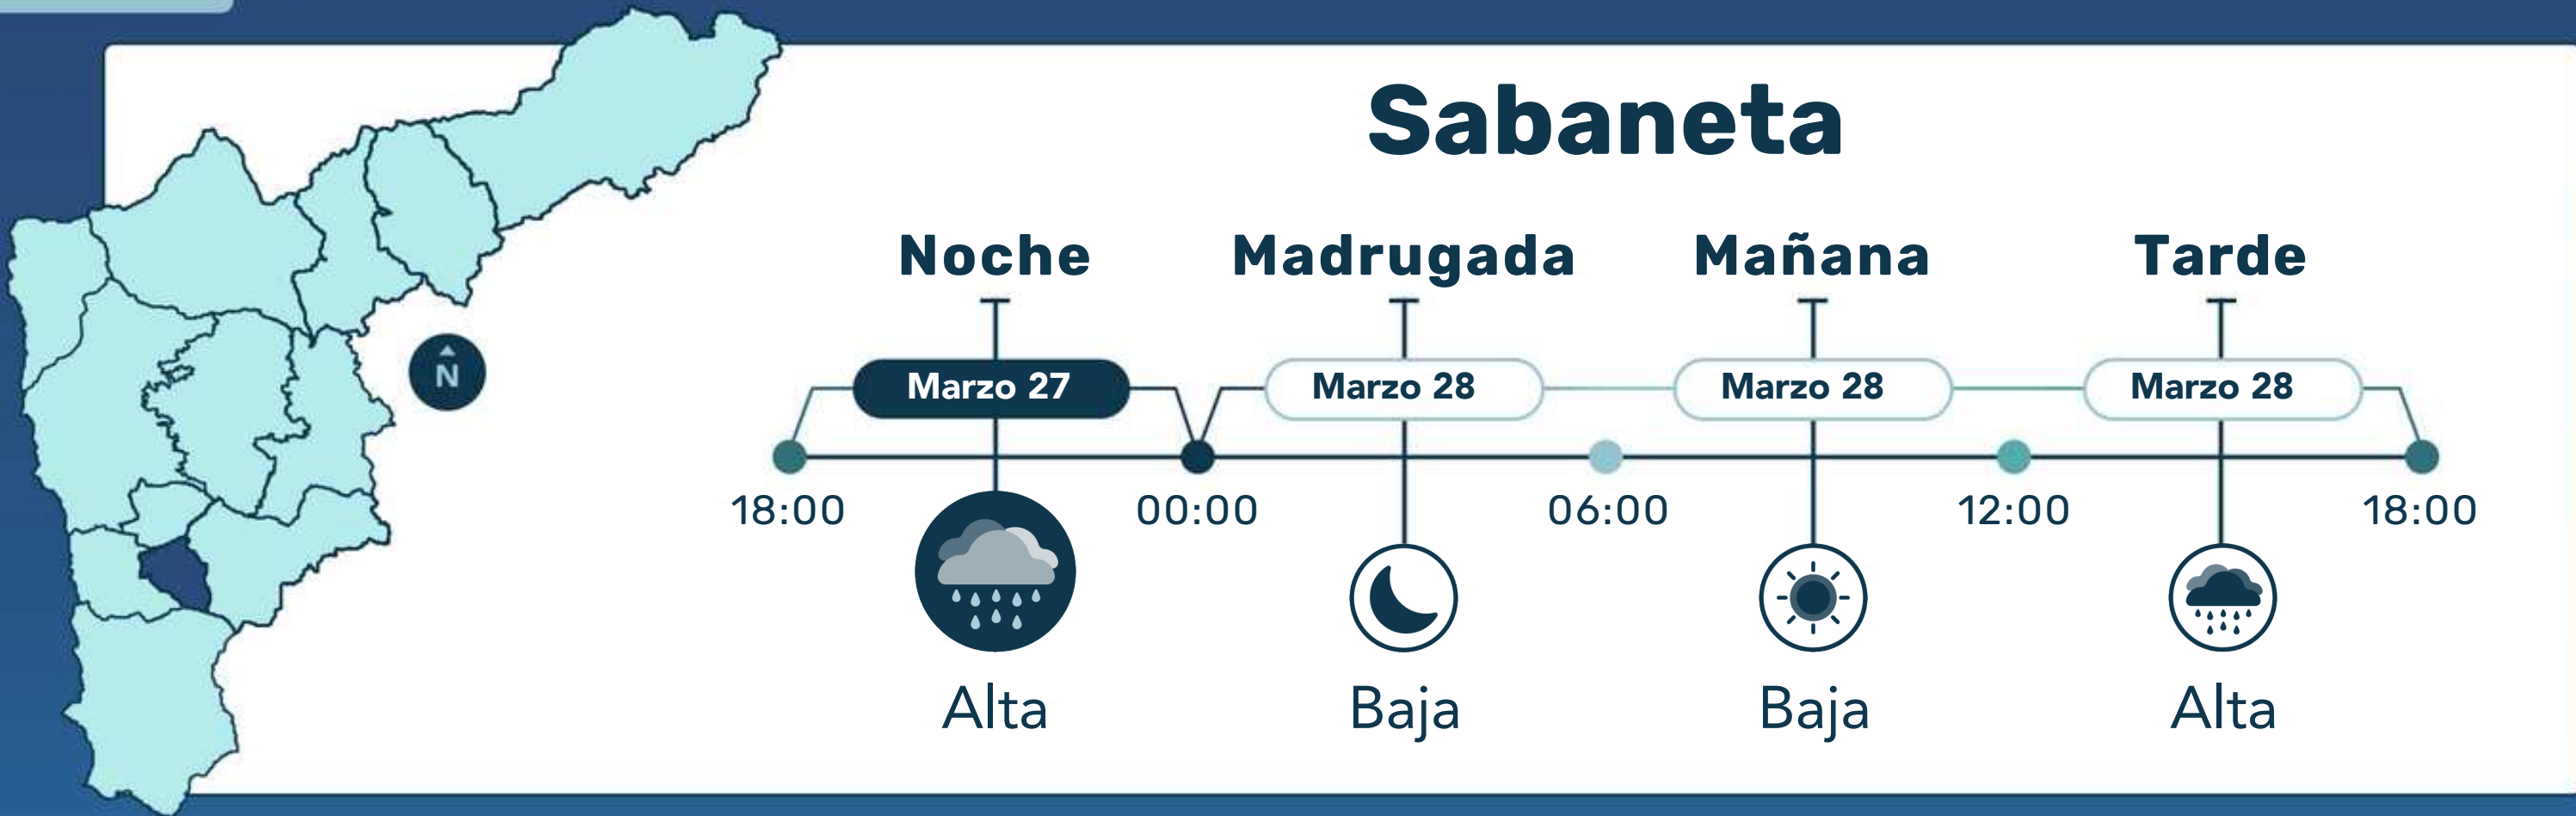 Sabaneta
Noche Madrugada Mañana Tarde
N
Marzo 27 Marzo 28 Marzo 28 Marzo 28
18:00 00:00 06:00 12:00 18:00
Alta Baja Baja Alta